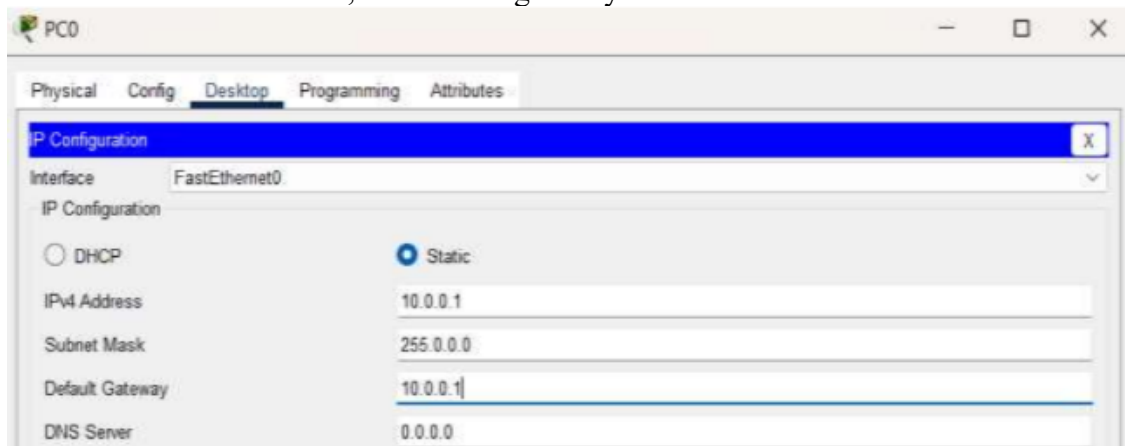 PC0
Physical Config Desktop Programming Attributes
IP Configuration X
Interface FastEthernet0
IP Configuration
DHCP Static
IPv4 Address 10.0.0.1
Subnet Mask 255.0.0.0
Default Gateway 10.0.0.1
DNS Server 0.0.0.0